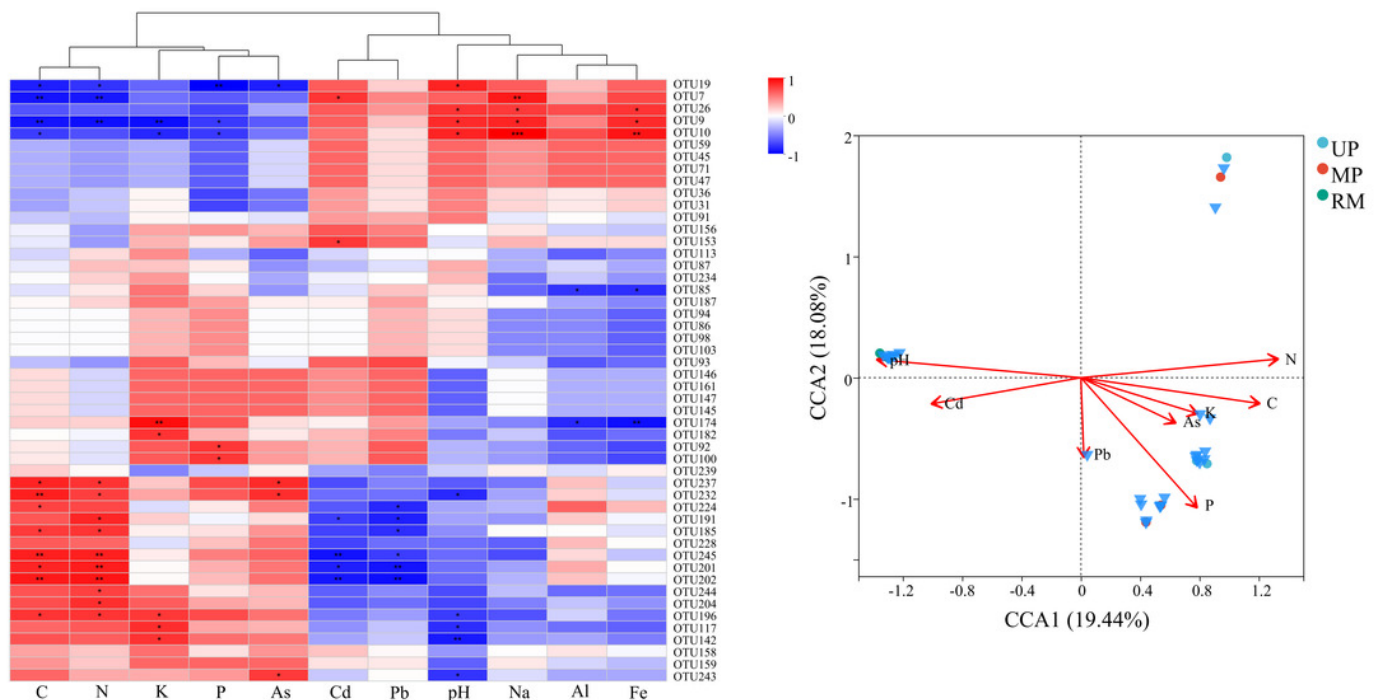 OTU19
OTU7
OTU26
OTU9
OTU10
OTU59
OTU45
OTU71
OTU47
OTU36
OTU31
OTU91
OTU156
OTU153
OTU113
OTU87
OTU234
OTU85
OTU187
OTU94
OTU86
OTU98
OTU103
OTU93
OTU146
OTU161
OTU147
OTU145
OTU174
OTU182
OTU92
OTU100
OTU239
OTU237
OTU232
OTU224
OTU191
OTU185
OTU228
OTU245
OTU201
OTU202
OTU244
OTU204
OTU196
OTU117
OTU142
OTU158
OTU159
OTU243
C N K P As Cd Pb pH Na Al Fe
1
0
-1
2
1
0
-1
CCA2 (18.08%)
pH
N
Cd
C
K
As
Pb
P
-1.2 -0.8 -0.4 0 0.4 0.8 1.2
CCA1 (19.44%)
UP
MP
RM